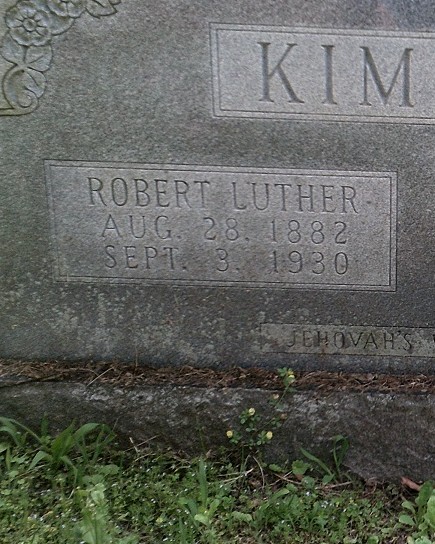 KIM
ROBERT LUTHER
AUG. 28. 1882
SEPT. 3. 1930
JEHOVAH'S